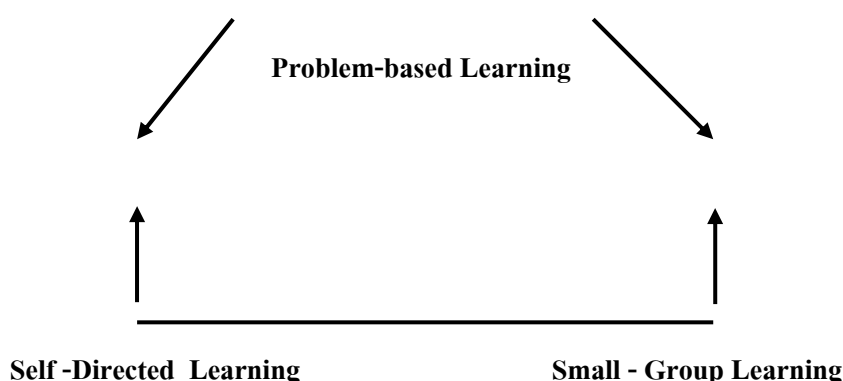 Problem-based Learning
Self -Directed Learning
Small - Group Learning